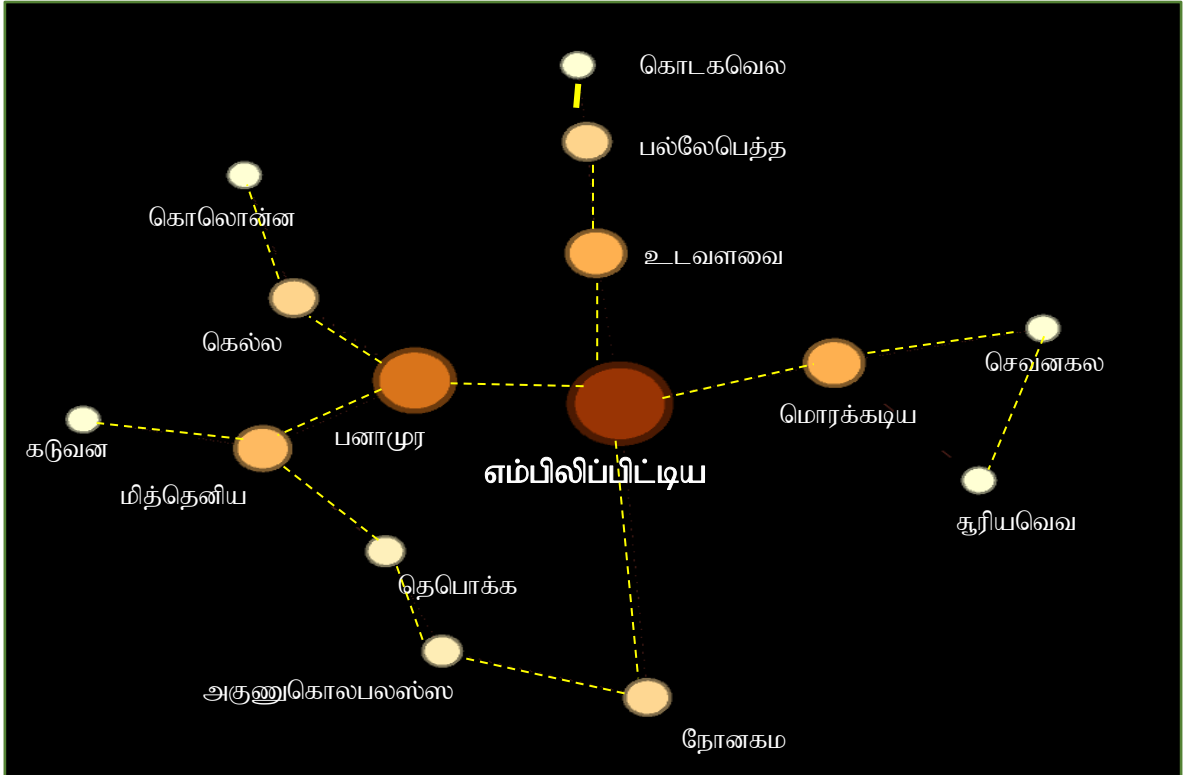 கொடகவெல
பல்லேபெத்த
கொலொன்ன
உடவளவை
கெல்ல
செவனகல
மொரக்கடிய
பனாமுர
கடுவன
எம்பிலிப்பிட்டிய
மித்தெனிய
சூரியவெவ
தெபொக்க
அகுணுகொலபலஸ்ஸ
நோனகம